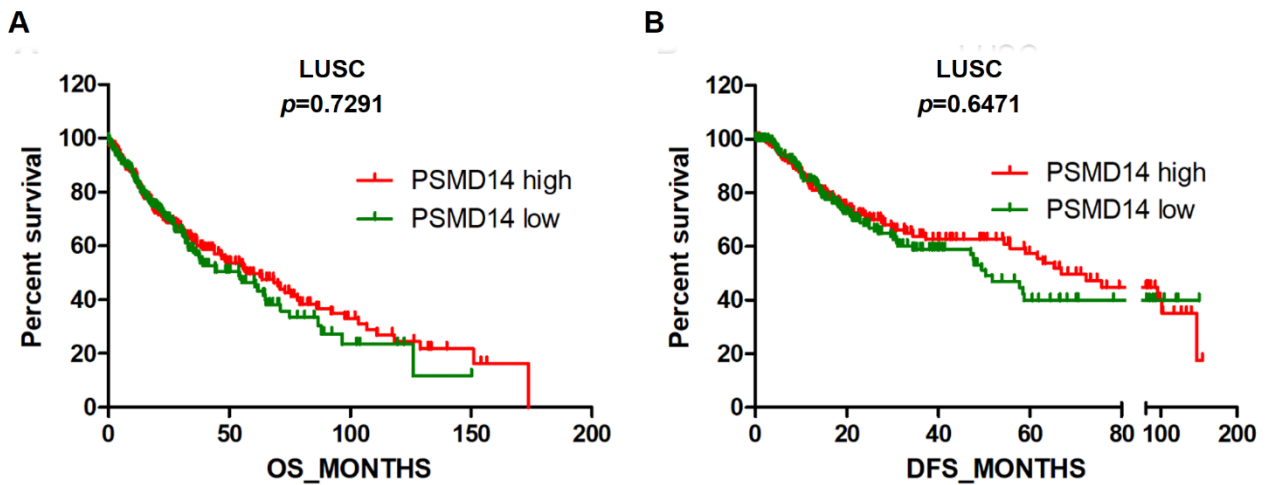 A
LUSC
p=0.7291
120
100
80
60
40
20
0
Percent survival
PSMD14 high
PSMD14 low
0 50 100 150 200
OS_MONTHS
B
LUSC
p=0.6471
120
100
80
60
40
20
0
Percent survival
PSMD14 high
PSMD14 low
0 20 40 60 80 100 200
DFS_MONTHS